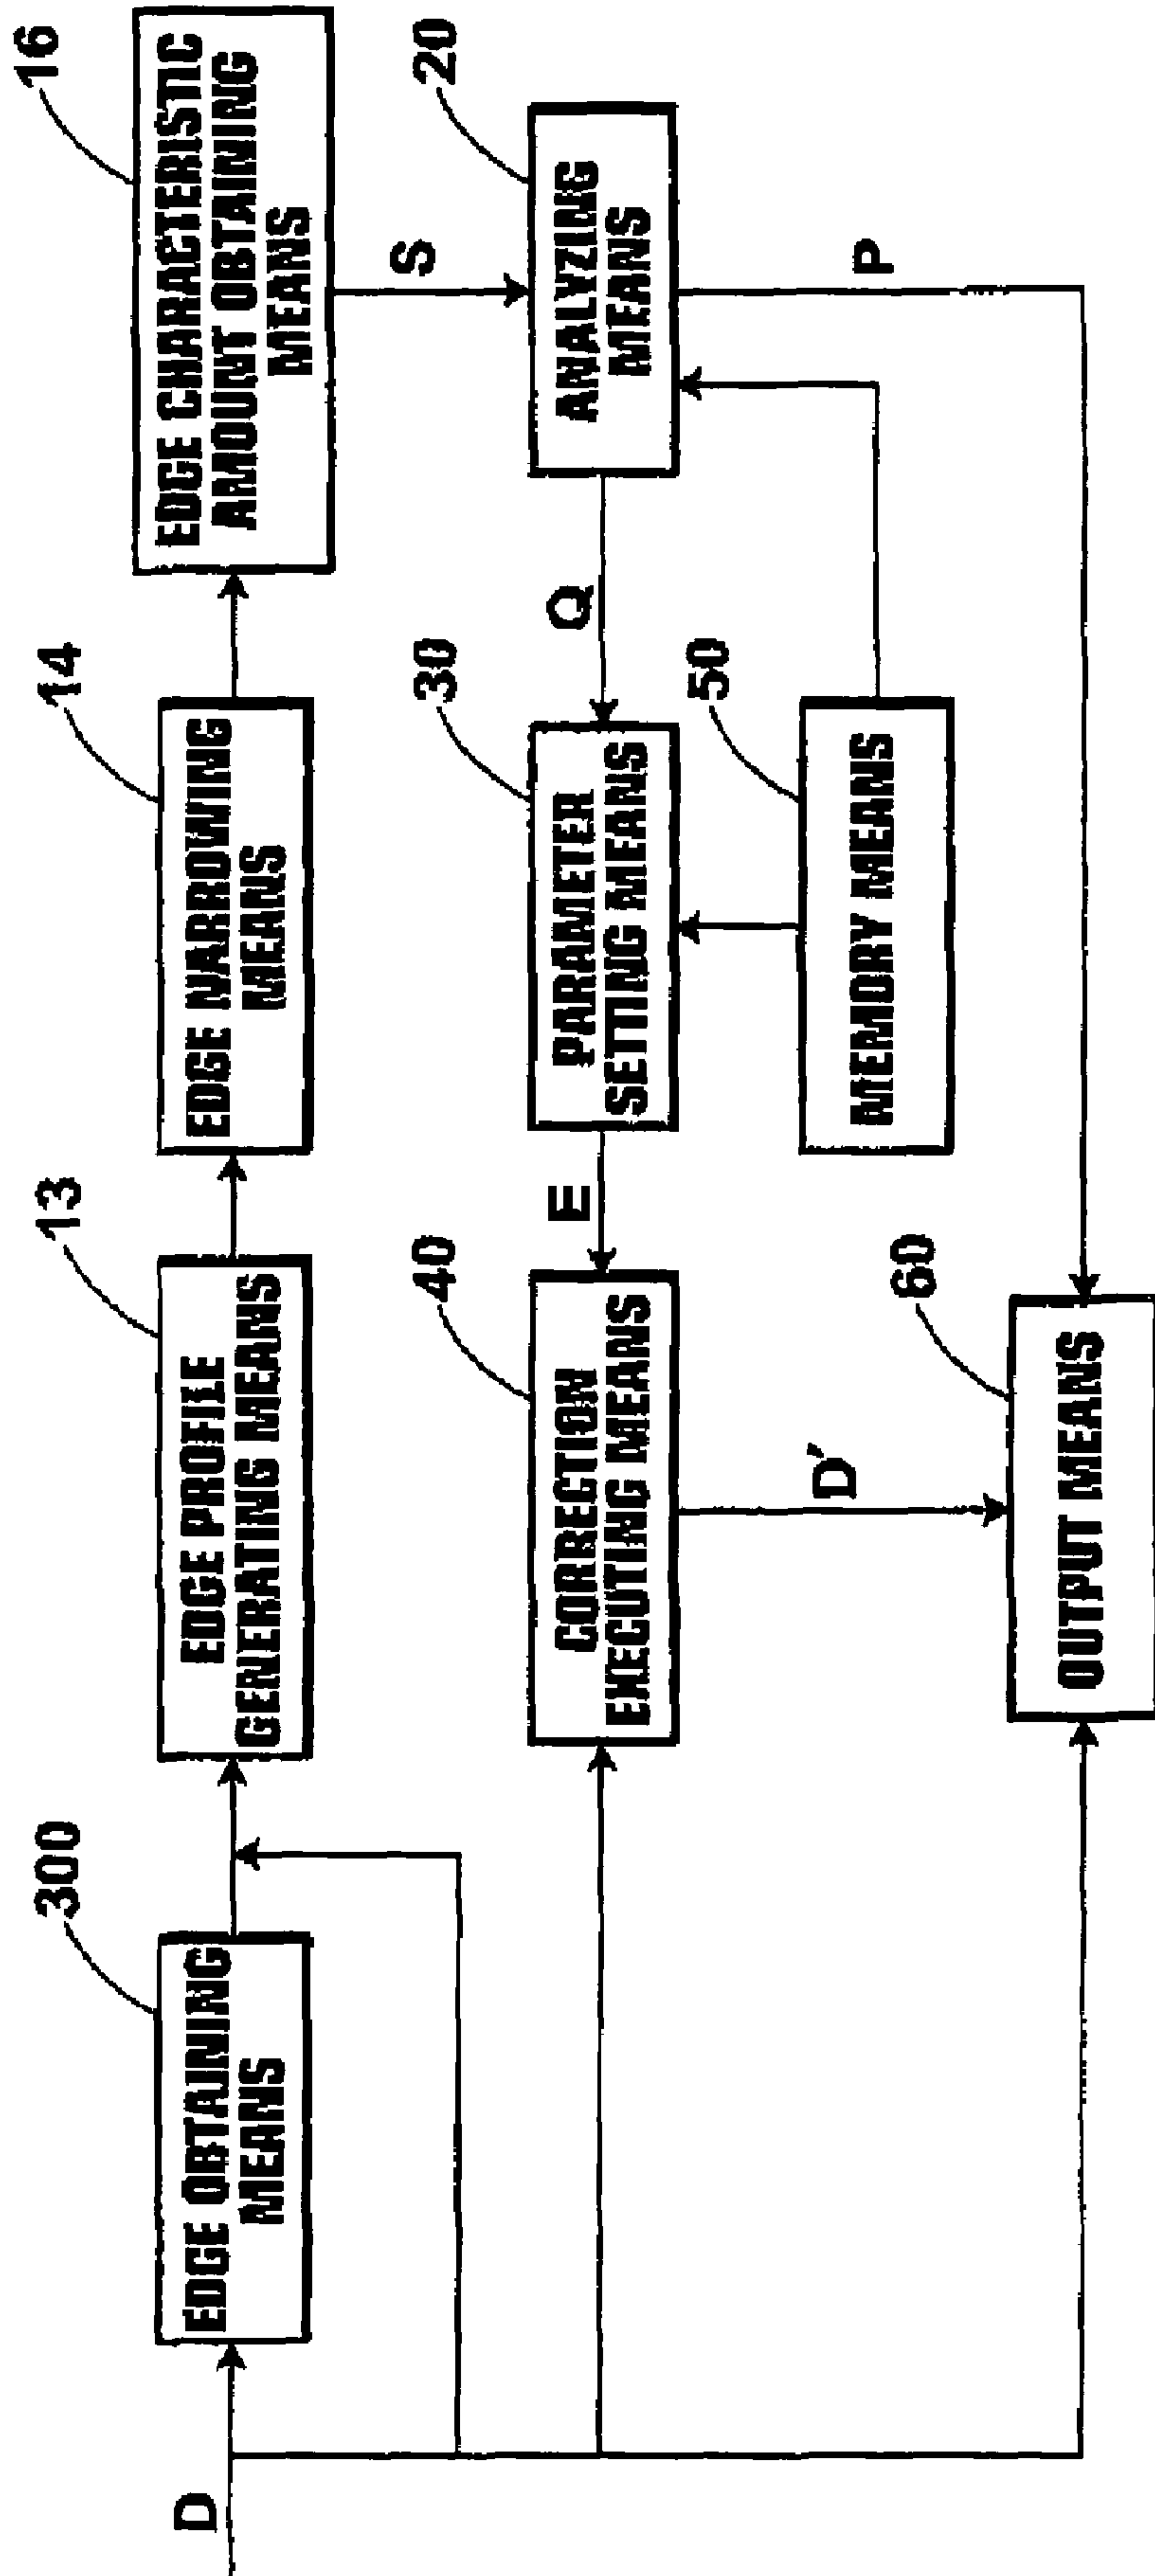 D
300
EDGE OBTAINING
MEANS
13
EDGE PROFILE
GENERATING MEANS
14
EDGE NARROWING
MEANS
16
EDGE CHARACTERISTIC
AMOUNT OBTAINING
MEANS
S
40
CORRECTION
EXECUTING MEANS
E
30
PARAMETER
SETTING MEANS
Q
20
ANALYZING
MEANS
D'
50
MEMORY MEANS
P
60
OUTPUT MEANS